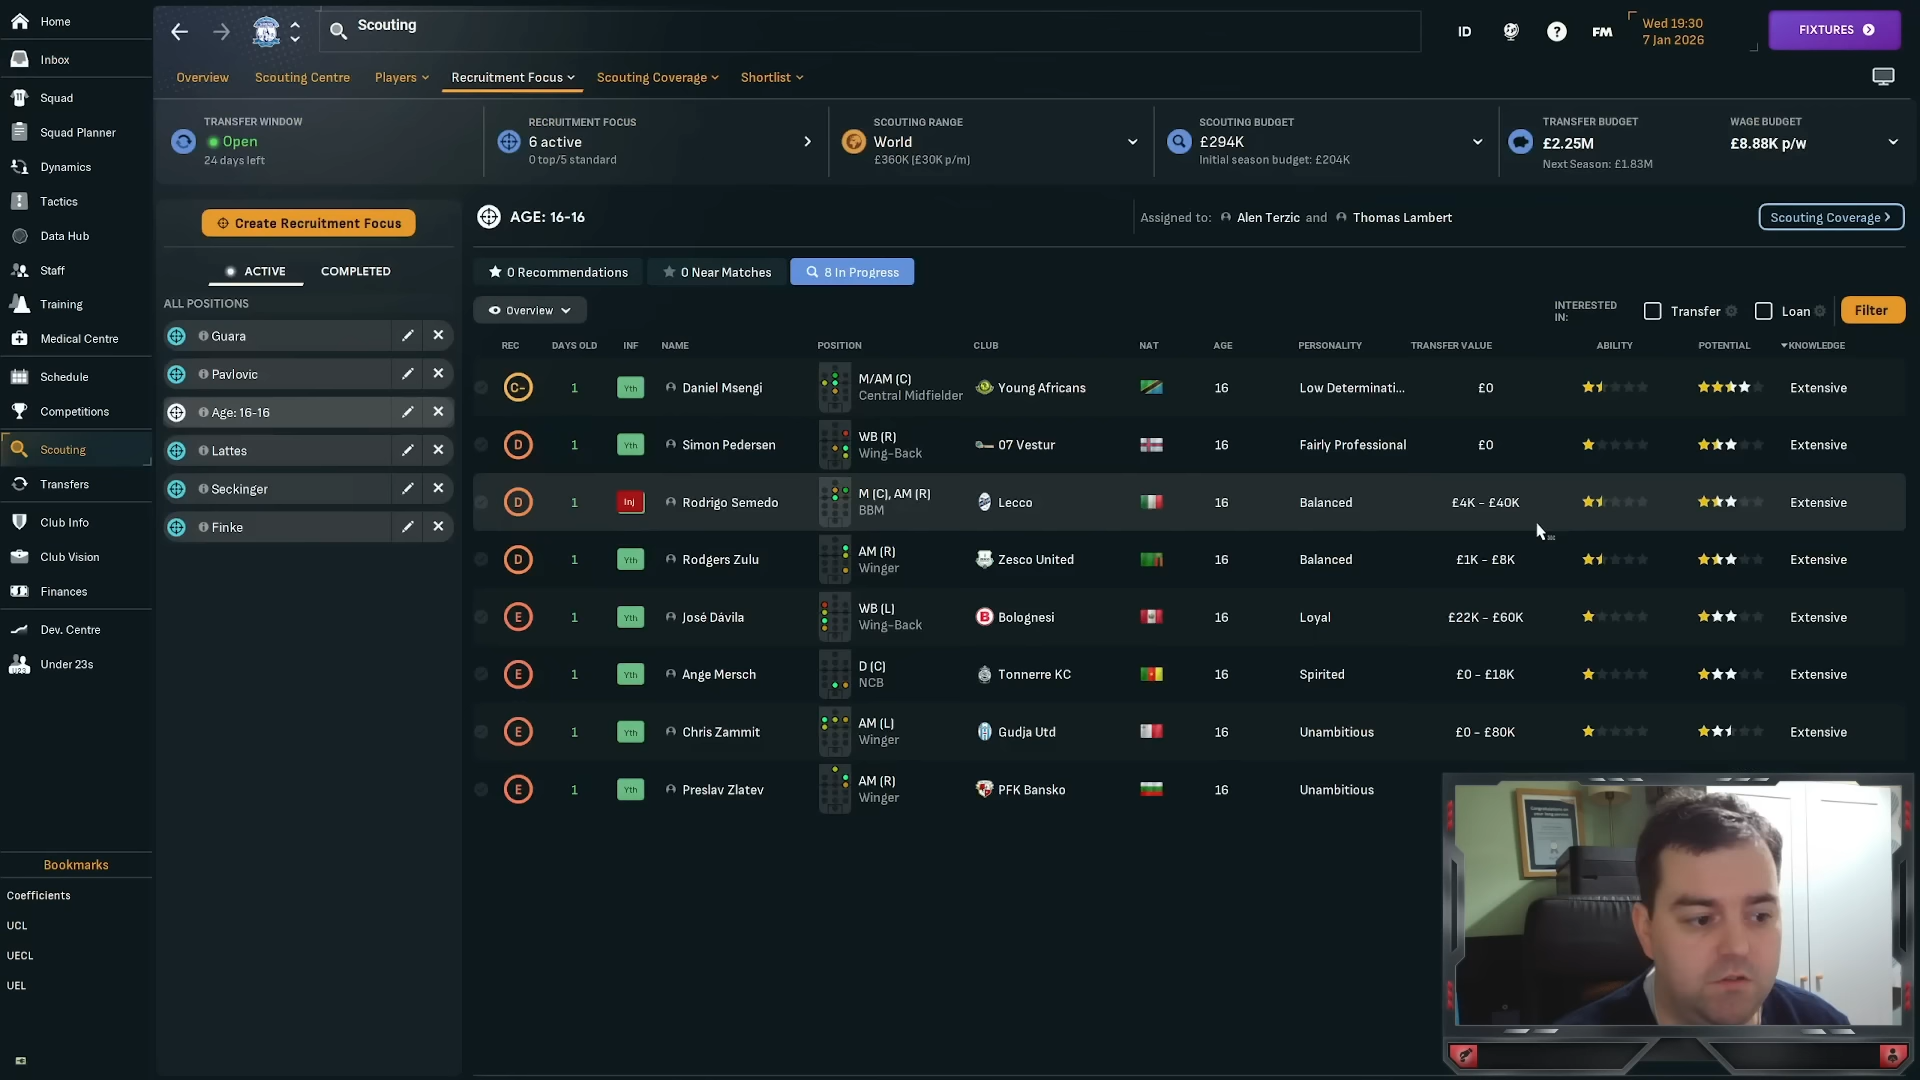 Home
Inbox
Squad
Squad Planner
Dynamics
Tactics
Data Hub
Staff
Training
Medical Centre
Schedule
Competitions
Scouting
Transfers
Club Info
Club Vision
Finances
Dev. Centre
Under 23s
Bookmarks
Coefficients
UCL
UECL
UEL
Scouting
ID
FM
Wed 19:30
7 Jan 2026
FIXTURES
Overview
Scouting Centre
Players
Recruitment Focus
Scouting Coverage
Shortlist
TRANSFER WINDOW
Open
24 days left
RECRUITMENT FOCUS
6 active
0 top/5 standard
SCOUTING RANGE
World
£360K (£30K p/m)
SCOUTING BUDGET
£294K
Initial season budget: £204K
TRANSFER BUDGET
£2.25M
Next Season: £1.83M
WAGE BUDGET
£8.88K p/w
Create Recruitment Focus
ACTIVE
COMPLETED
ALL POSITIONS
Guara
Pavlovic
Age: 16-16
Lattes
Seckinger
Finke
AGE: 16-16
Assigned to: Alen Terzic and Thomas Lambert
Scouting Coverage >
0 Recommendations
0 Near Matches
8 In Progress
Overview
INTERESTED IN:
Transfer
Loan
Filter
REC DAYS OLD INF NAME POSITION CLUB NAT AGE PERSONALITY TRANSFER VALUE ABILITY POTENTIAL KNOWLEDGE
C- 1 Yth Daniel Msengi M/AM (C) Central Midfielder Young Africans 16 Low Determinati... £0 Extensive
D 1 Yth Simon Pedersen WB (R) Wing-Back 07 Vestur 16 Fairly Professional £0 Extensive
D 1 Inj Rodrigo Semedo M (C), AM (R) BBM Lecco 16 Balanced £4K - £40K Extensive
D 1 Yth Rodgers Zulu AM (R) Winger Zesco United 16 Balanced £1K - £8K Extensive
E 1 Yth José Dávila WB (L) Wing-Back Bolognesi 16 Loyal £22K - £60K Extensive
E 1 Yth Ange Mersch D (C) NCB Tonnerre KC 16 Spirited £0 - £18K Extensive
E 1 Yth Chris Zammit AM (L) Winger Gudja Utd 16 Unambitious £0 - £80K Extensive
E 1 Yth Preslav Zlatev AM (R) Winger PFK Bansko 16 Unambitious